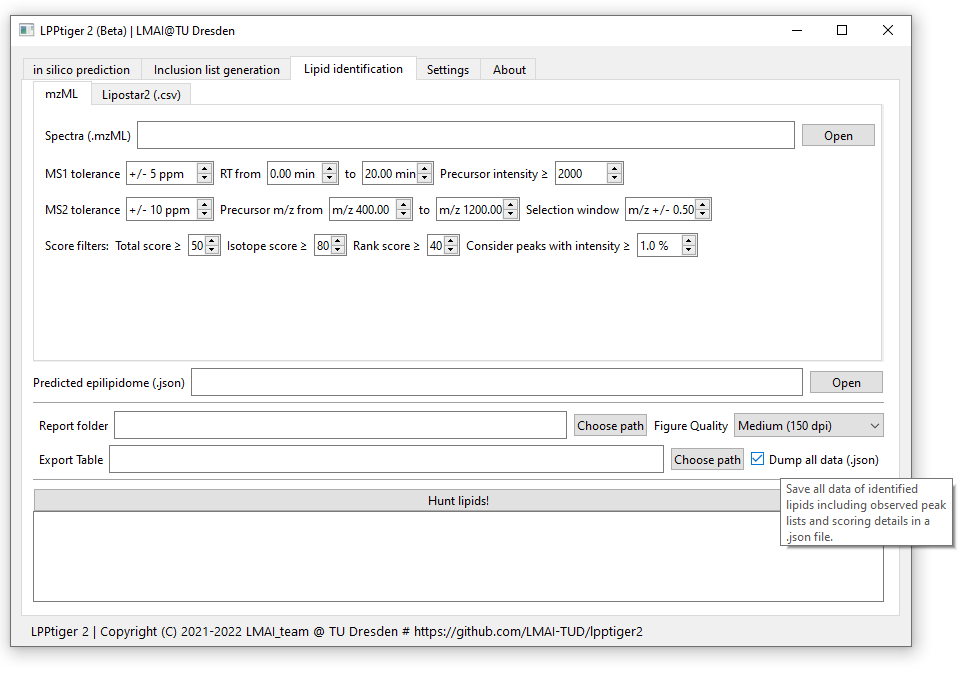 LPPtiger 2 (Beta) | LMAI@TU Dresden
in silico prediction Inclusion list generation Lipid identification Settings About
mzML Lipostar2 (.csv)
Spectra (.mzML) Open
MS1 tolerance +/- 5 ppm RT from 0.00 min to 20.00 min Precursor intensity ≥ 2000
MS2 tolerance +/- 10 ppm Precursor m/z from m/z 400.00 to m/z 1200.00 Selection window m/z +/- 0.50
Score filters: Total score ≥ 50 Isotope score ≥ 80 Rank score ≥ 40 Consider peaks with intensity ≥ 1.0 %
Predicted epilipidome (.json) Open
Report folder Choose path Figure Quality Medium (150 dpi)
Export Table Choose path Dump all data (.json)
Hunt lipids!
Save all data of identified
lipids including observed peak
lists and scoring details in a
.json file.
LPPtiger 2 | Copyright (C) 2021-2022 LMAI_team @ TU Dresden # https://github.com/LMAI-TUD/lpptiger2